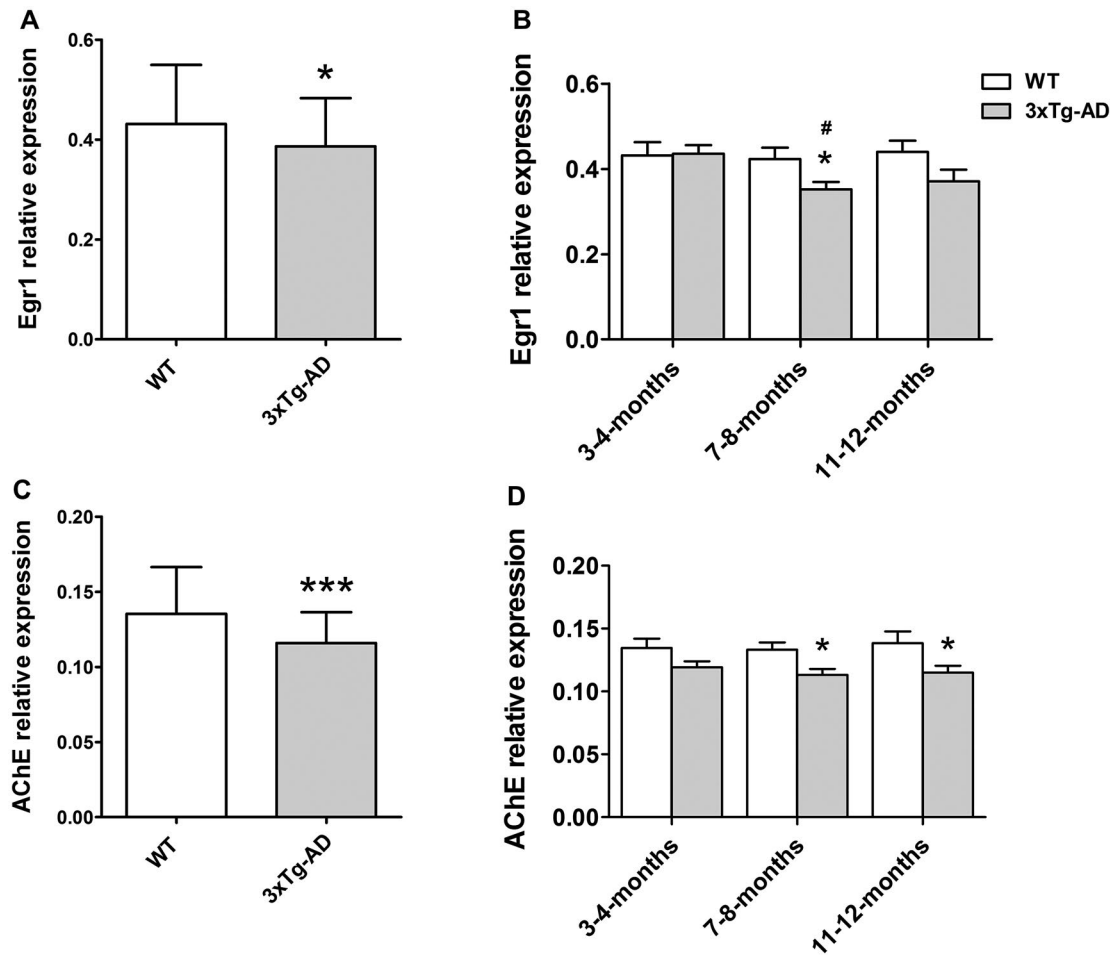 A
Egr1 relative expression
0.6
0.4
0.2
0.0
*
WT
3xTg-AD
B
Egr1 relative expression
0.6
0.4
0.2
0.0
#
*
WT
3xTg-AD
3-4-months
7-8-months
11-12-months
C
AChE relative expression
0.20
0.15
0.10
0.05
0.00
***
WT
3xTg-AD
D
AChE relative expression
0.20
0.15
0.10
0.05
0.00
*
*
3-4-months
7-8-months
11-12-months